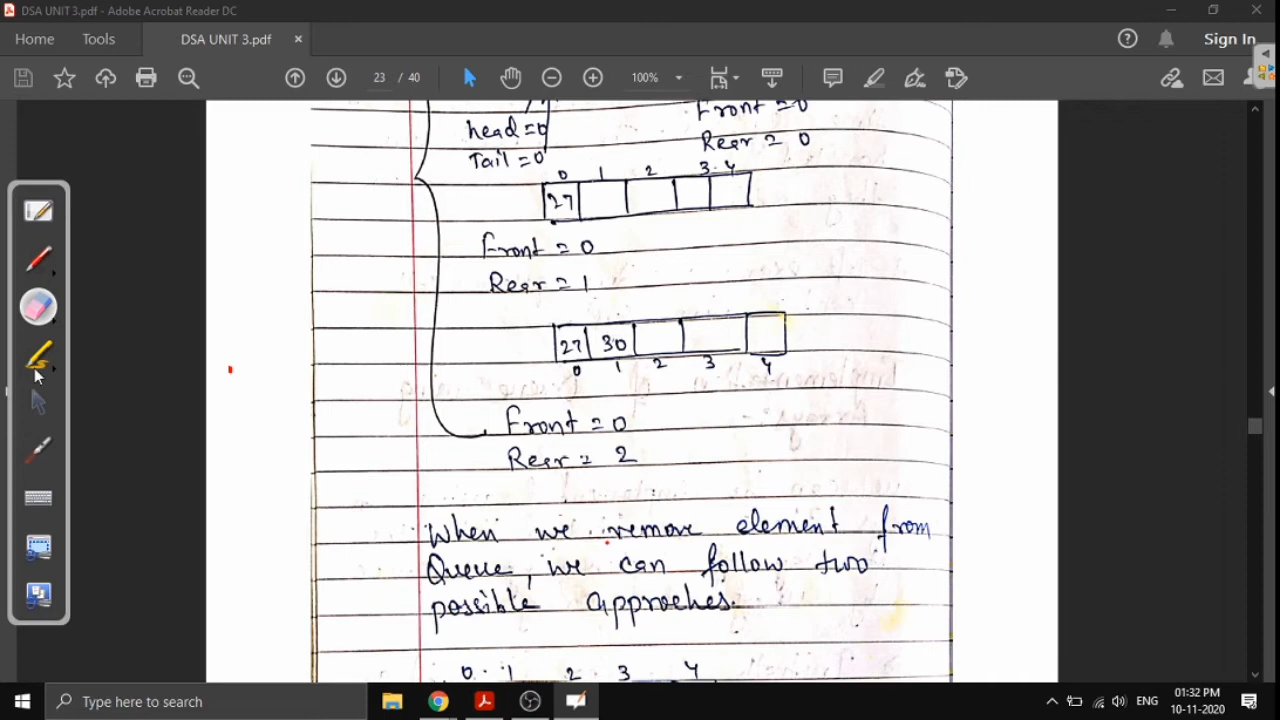 DSA UNIT 3.pdf - Adobe Acrobat Reader DC
Home Tools DSA UNIT 3.pdf × Sign In
23 / 40 100%
Front = 0
head = 0
Rear = 0
Tail = 0
0 1 2 3 4
27
Front = 0
Rear = 1
27 30
0 1 2 3 4
Front = 0
Rear = 2
When we remove element from
Queue, we can follow two
possible approches.
0 1 2 3 4
Type here to search
ENG
01:32 PM
10-11-2020